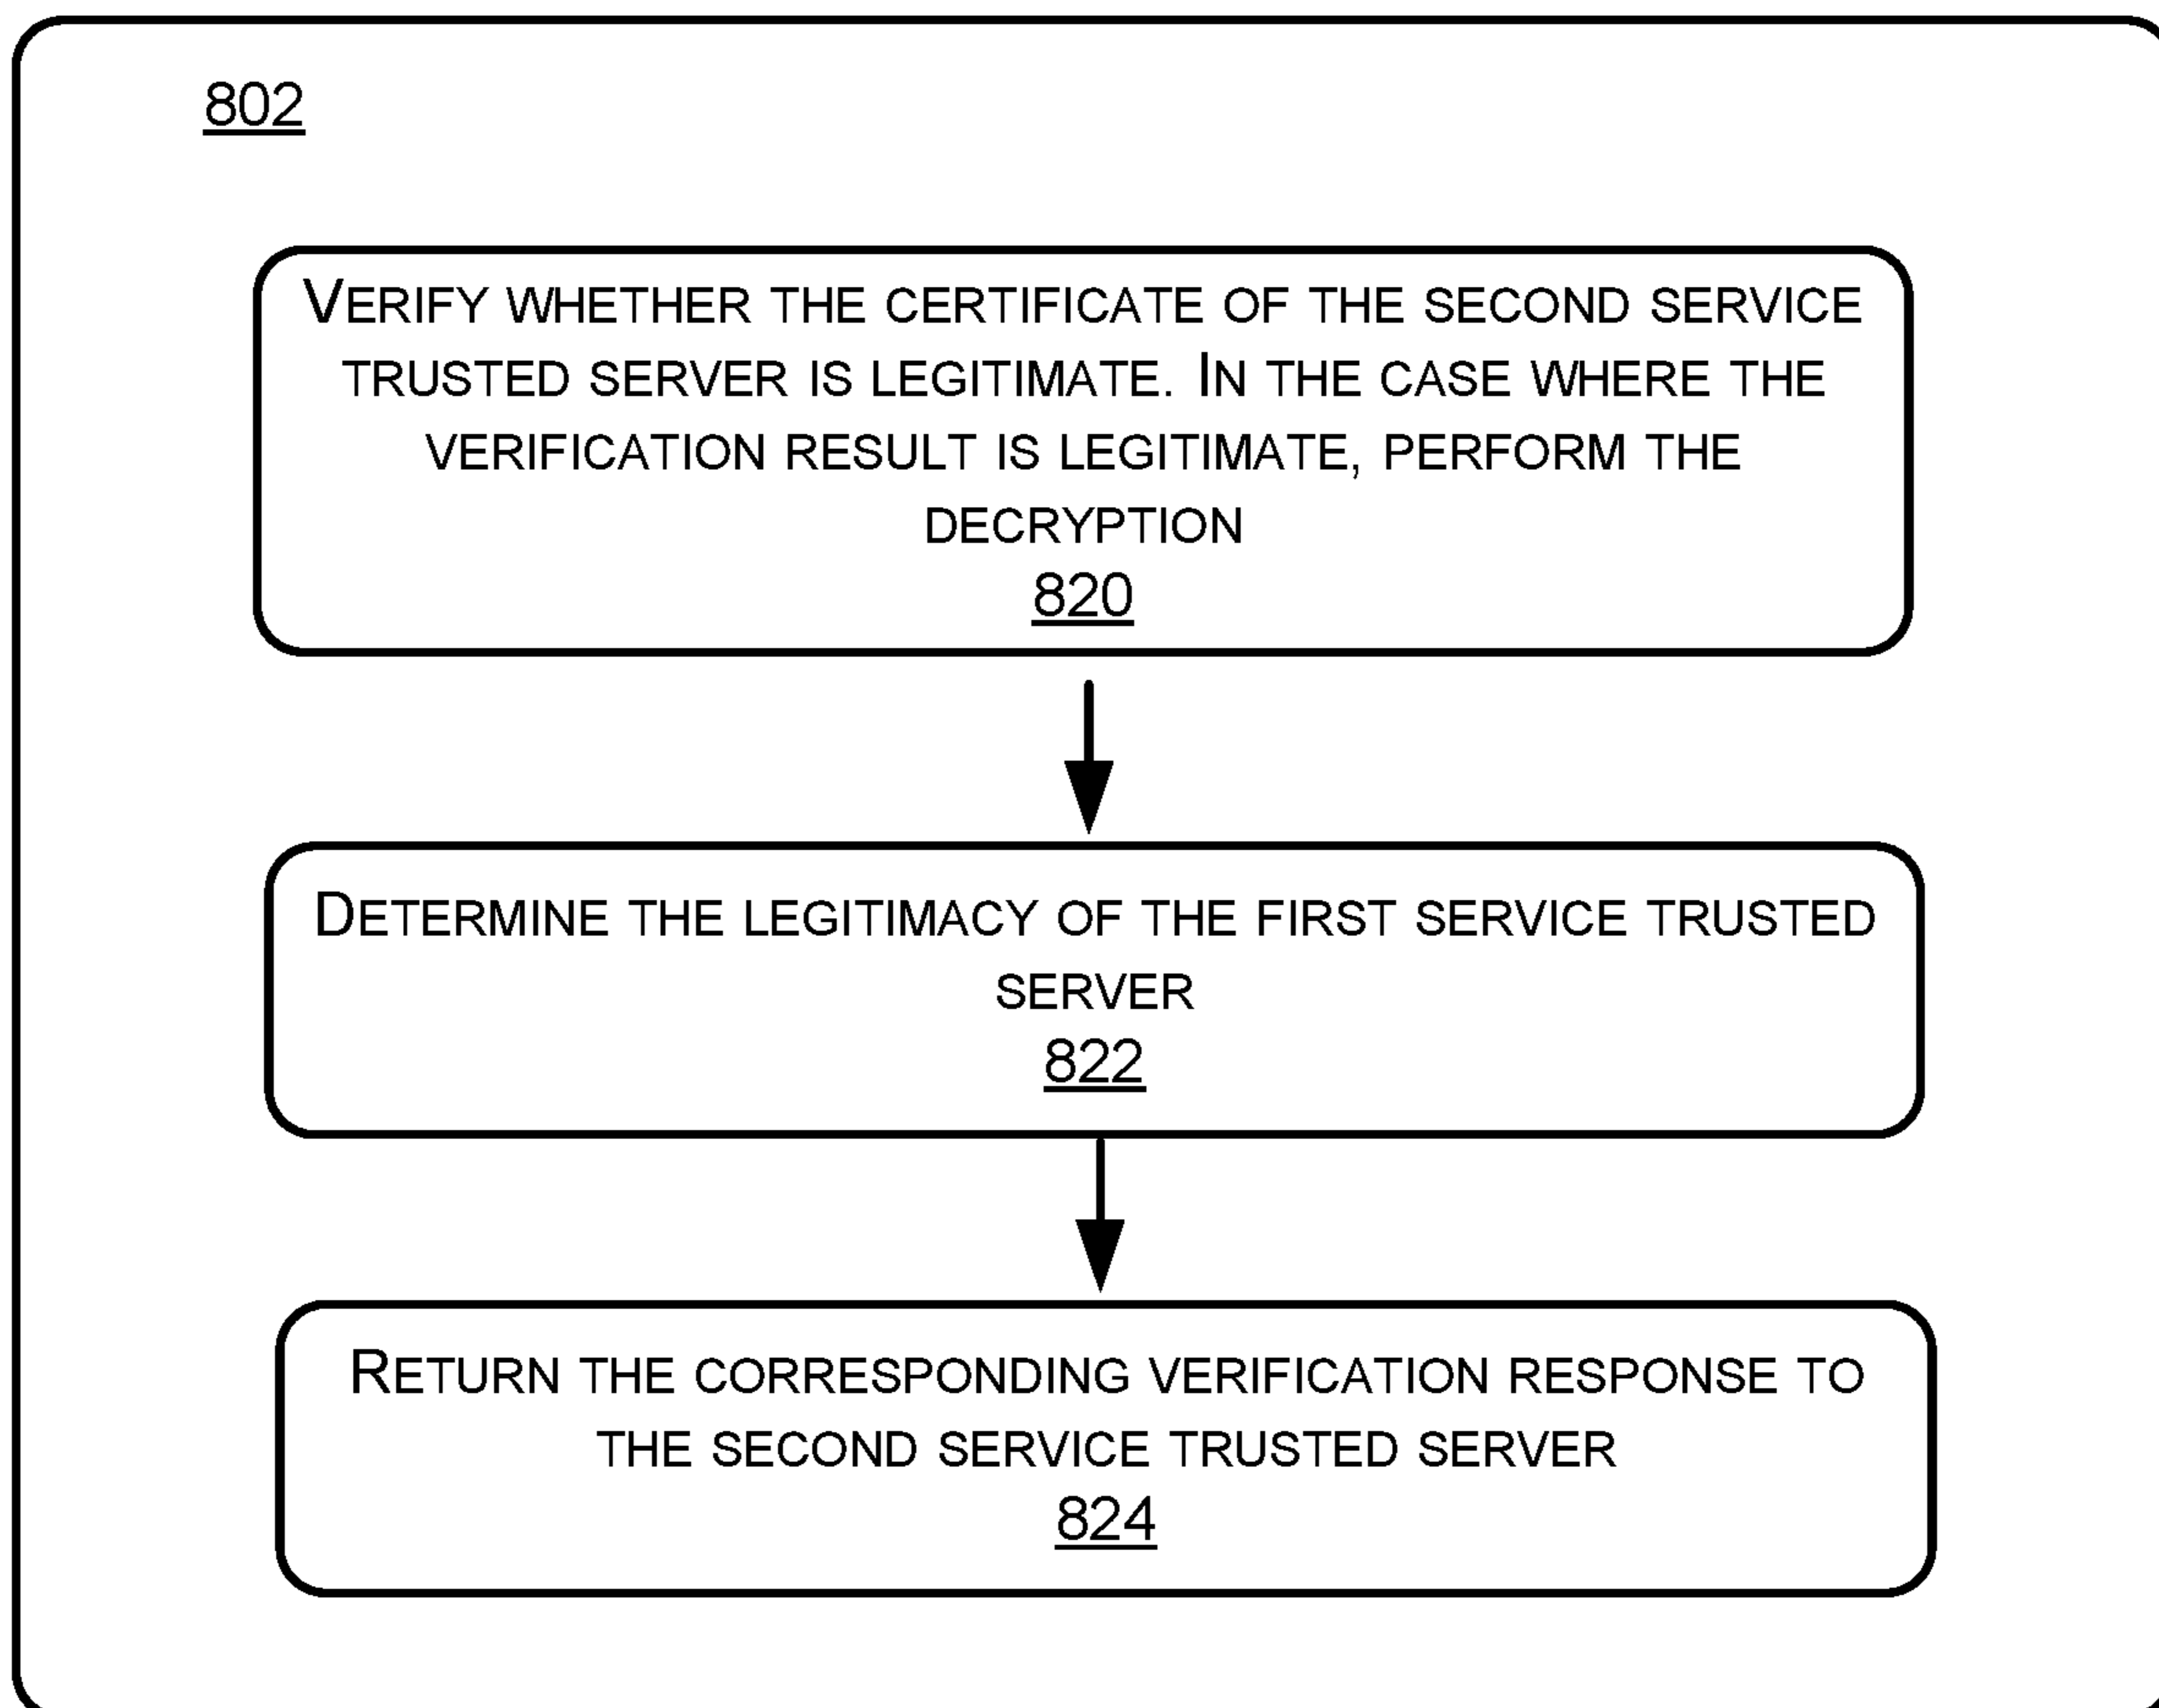 802
VERIFY WHETHER THE CERTIFICATE OF THE SECOND SERVICE
TRUSTED SERVER IS LEGITIMATE. IN THE CASE WHERE THE
VERIFICATION RESULT IS LEGITIMATE, PERFORM THE
DECRYPTION
820
DETERMINE THE LEGITIMACY OF THE FIRST SERVICE TRUSTED
SERVER
822
RETURN THE CORRESPONDING VERIFICATION RESPONSE TO
THE SECOND SERVICE TRUSTED SERVER
824